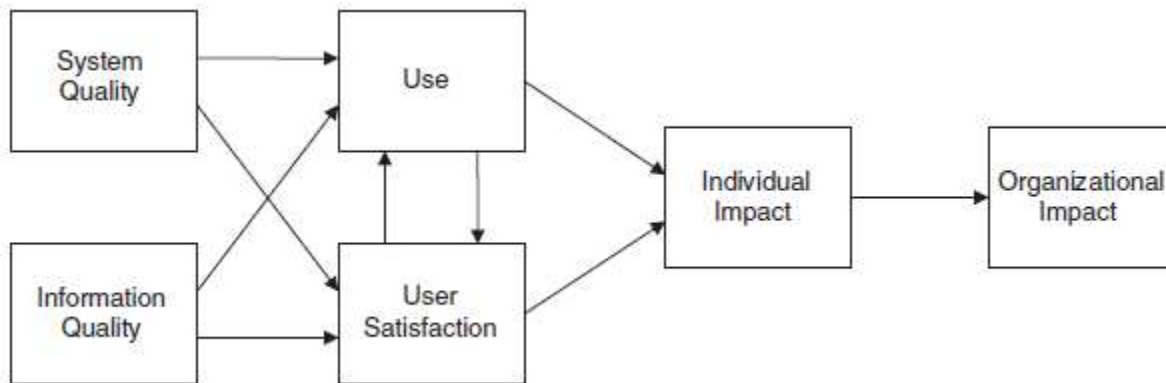 System
Quality
Use
Individual
Impact
Organizational
Impact
Information
Quality
User
Satisfaction